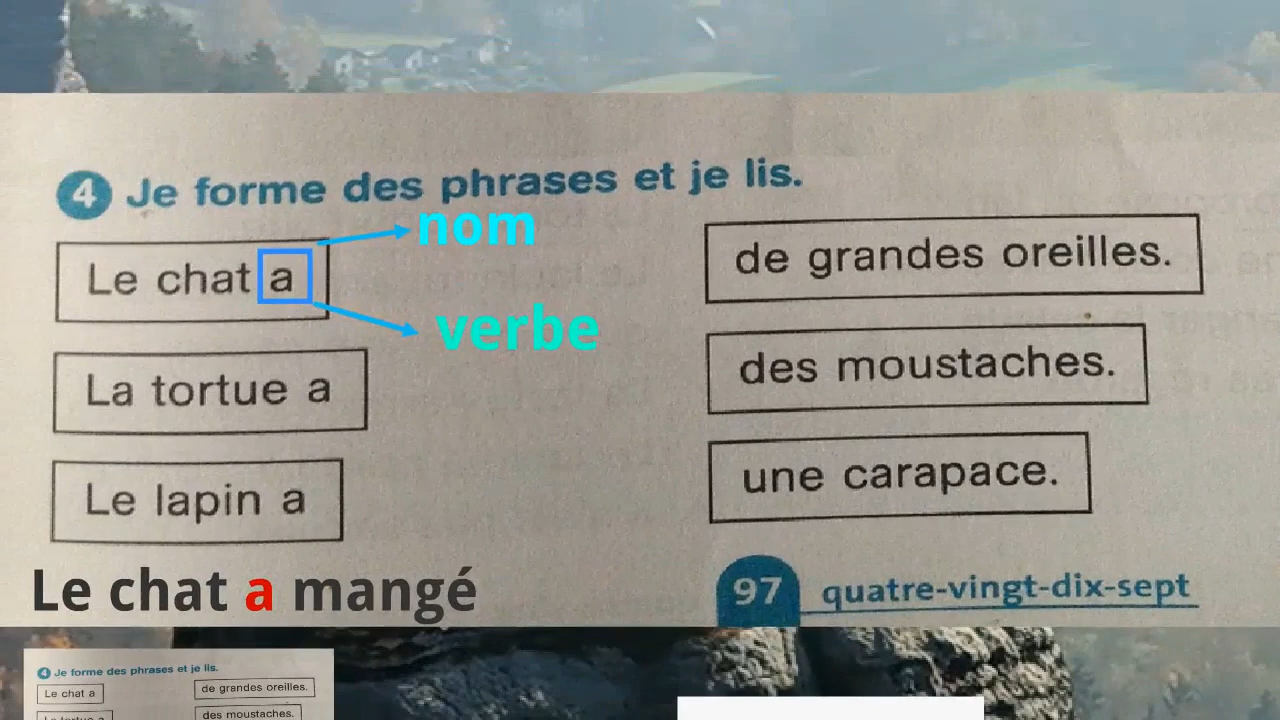 4 Je forme des phrases et je lis.
nom
Le chat a
de grandes oreilles.
verbe
La tortue a
des moustaches.
Le lapin a
une carapace.
Le chat a mangé
97 quatre-vingt-dix-sept
4 Je forme des phrases et je lis.
Le chat a
de grandes oreilles.
La tortue a
des moustaches.